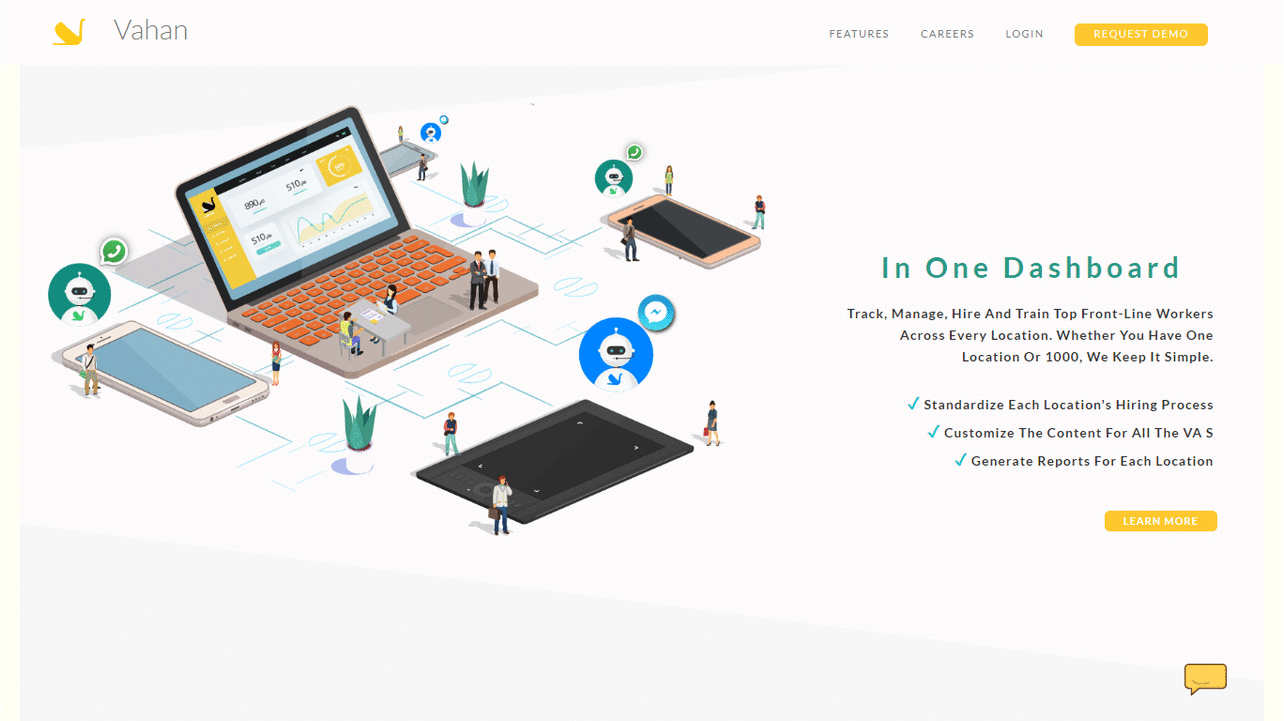 Vahan
FEATURES
CAREERS
LOGIN
REQUEST DEMO
890
510
510
In One Dashboard
Track, Manage, Hire And Train Top Front-Line Workers
Across Every Location. Whether You Have One
Location Or 1000, We Keep It Simple.
✓ Standardize Each Location's Hiring Process
✓ Customize The Content For All The VA S
✓ Generate Reports For Each Location
LEARN MORE